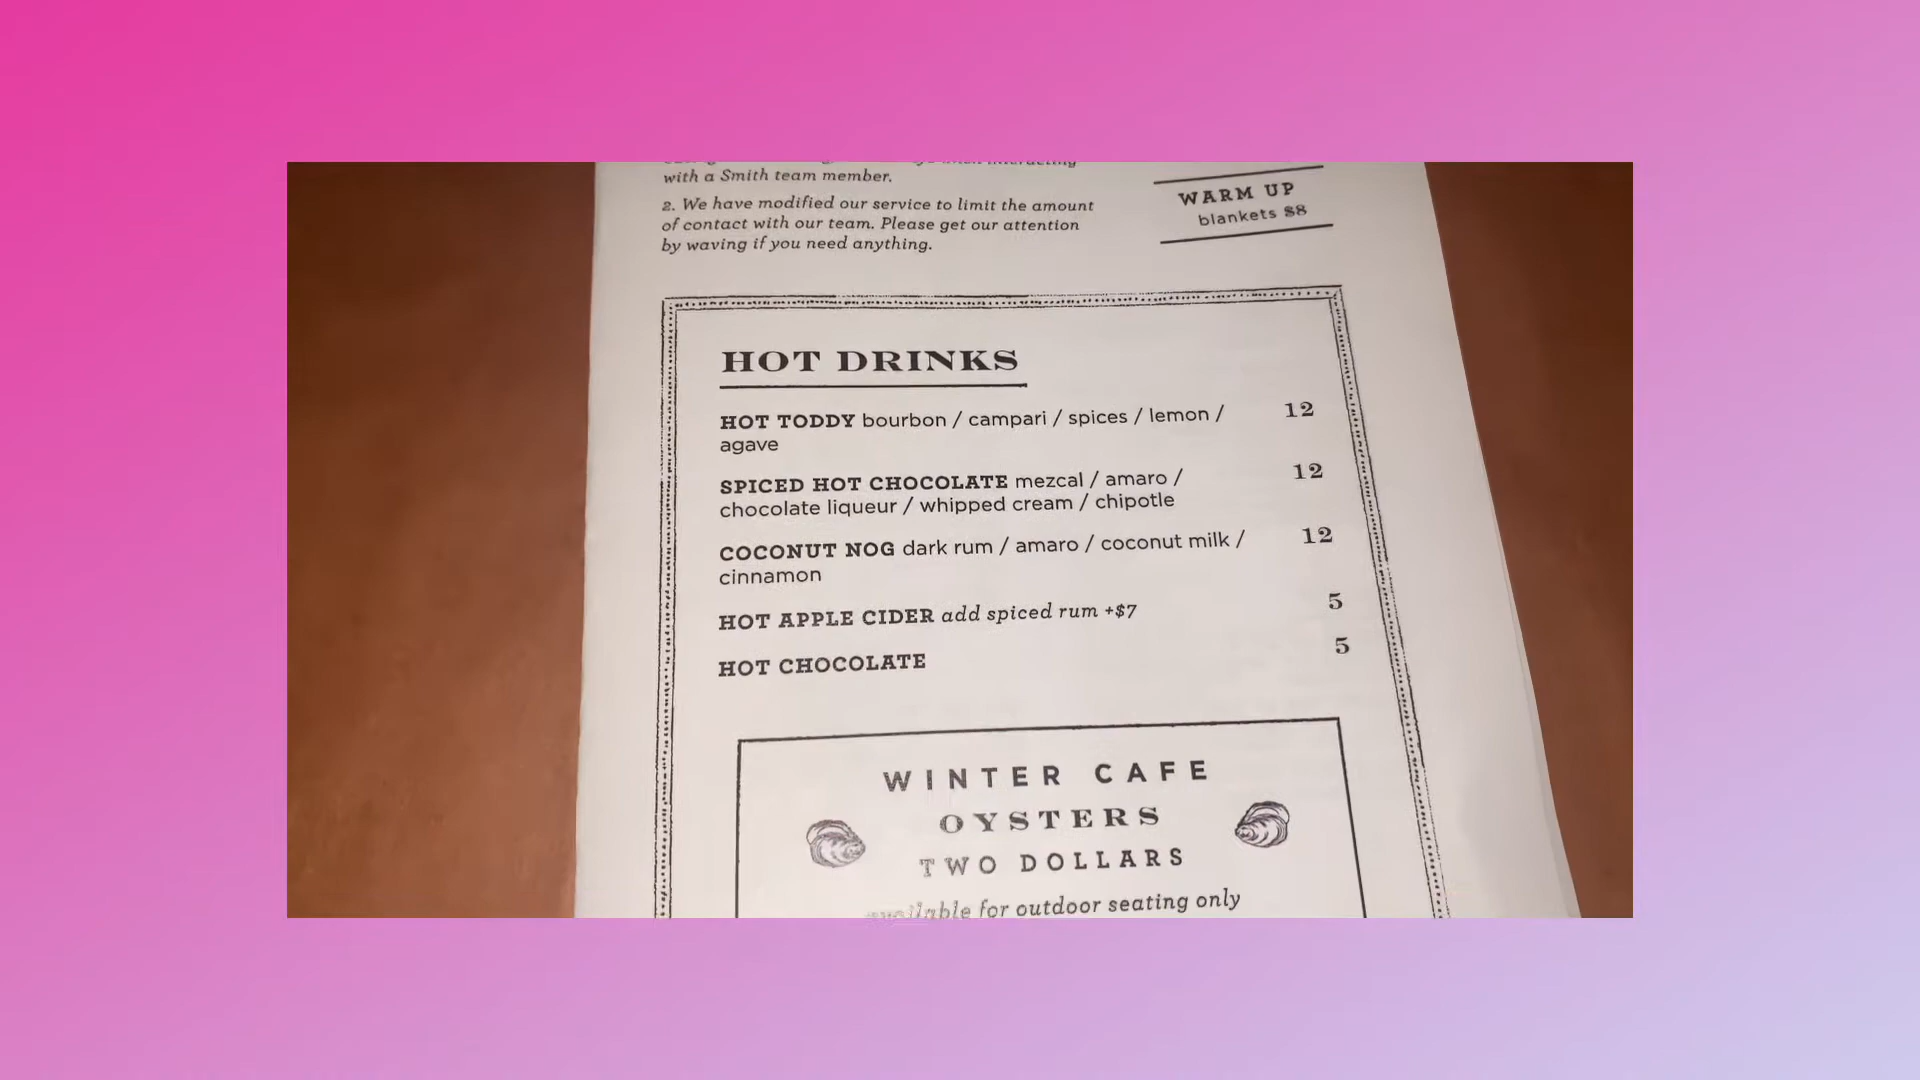 with a Smith team member.
2. We have modified our service to limit the amount
of contact with our team. Please get our attention
by waving if you need anything.
WARM UP
blankets $8
HOT DRINKS
HOT TODDY bourbon / campari / spices / lemon / 12
agave
SPICED HOT CHOCOLATE mezcal / amaro / 12
chocolate liqueur / whipped cream / chipotle
COCONUT NOG dark rum / amaro / coconut milk / 12
cinnamon
HOT APPLE CIDER add spiced rum +$7 5
HOT CHOCOLATE 5
WINTER CAFE
OYSTERS
TWO DOLLARS
available for outdoor seating only